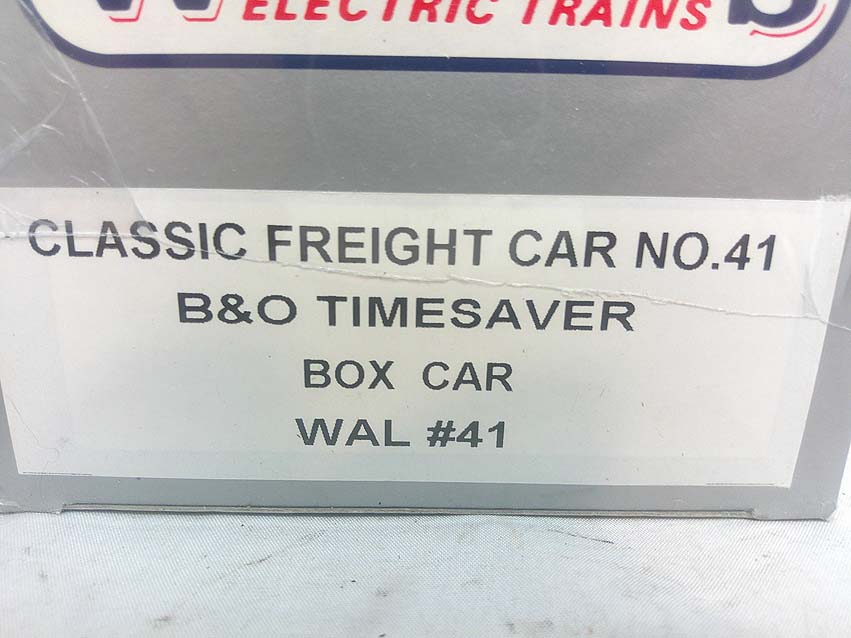 ELECTRIC TRAINS
CLASSIC FREIGHT CAR NO.41
B&O TIMESAVER
BOX CAR
WAL #41